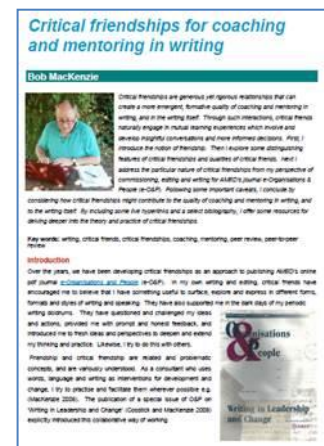 Critical friendships for coaching
and mentoring in writing
Bob MacKenzie
Critical friendships are generous yet rigorous relationships that can
create a more emergent, formative quality of coaching and mentoring in
writing, and in the writing itself. Through such interactions, critical friends
naturally engage in mutual learning experiences which involve and
develop insightful conversations and more informed decisions. First, I
introduce the notion of friendship. Then I explore some distinguishing
features of critical friendships and qualities of critical friends. Next I
address the particular nature of critical friendships from my perspective of
commissioning, editing and writing for AMED's journal e-Organisations &
People (e-O&P). Following some important caveats, I conclude by
considering how critical friendships might contribute to the quality of coaching and mentoring in writing, and
to the writing itself. By including some live hyperlinks and a select bibliography, I offer some resources for
delving deeper into the theory and practice of critical friendships.
Key words: writing, critical friends, critical friendships, coaching, mentoring, peer review, peer-to-peer
review
Introduction
Over the years, we have been developing critical friendships as an approach to publishing AMED's online
pdf journal e-Organisations and People (e-O&P). In my own writing and editing, critical friends have
encouraged me to believe that I have something useful to surface, explore and express in different forms,
formats and styles of writing and speaking. They have also supported me in the dark days of my periodic
writing doldrums. They have questioned and challenged my ideas
and actions, provided me with prompt and honest feedback, and
introduced me to fresh ideas and perspectives to deepen and extend
my thinking and practice. Likewise, I try to do this with others.
Friendship and critical friendship are related and problematic
concepts, and are variously understood. As a consultant who uses
words, language and writing as interventions for development and
change, I try to practise and facilitate them wherever possible e.g.
(MacKenzie 2006). The publication of a special issue of O&P on
'Writing in Leadership and Change' (Goodick and MacKenzie 2008)
explicitly introduced this collaborative way of working.
Organisations
& People
Writing in Leadership
and Change